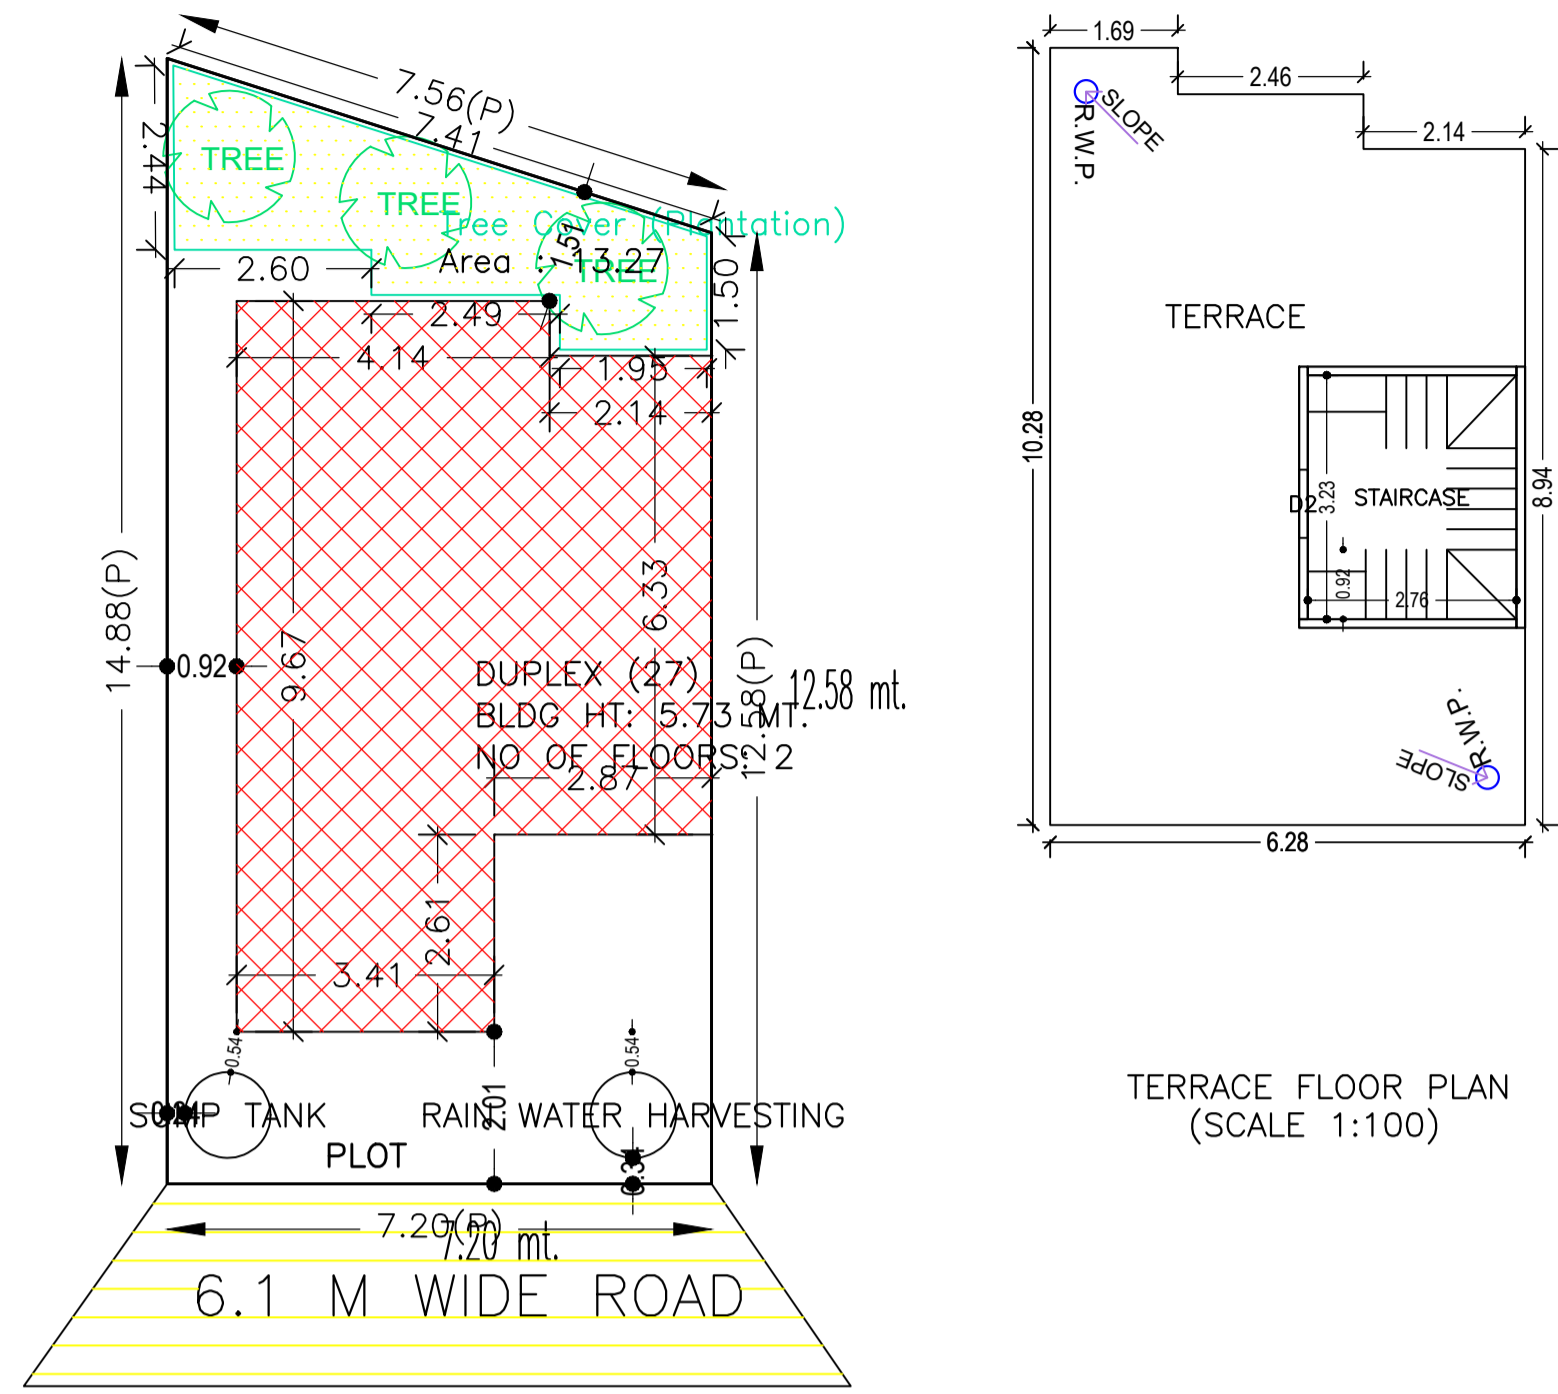 7.56(P)
7.41
2.44
TREE
TREE
TREE
Tree Cover (Plantation)
Area : 13.27
1.51
1.50
2.60
2.49
4.14
1.95
2.14
14.88(P)
0.92
9.67
6.33
DUPLEX (27)
BLDG HT: 5.73 MT.
NO OF FLOORS: 2
12.58(P)
12.58 mt.
2.87
2.61
3.41
0.54
0.54
SUMP TANK
RAIN WATER HARVESTING
2.01
PLOT
0.34
7.20(P)
7.20 mt.
6.1 M WIDE ROAD
1.69
2.46
2.14
SLOPE
R.W.P.
TERRACE
10.28
8.94
D2
3.23
STAIRCASE
0.92
2.76
R.W.P.
SLOPE
6.28
TERRACE FLOOR PLAN
(SCALE 1:100)